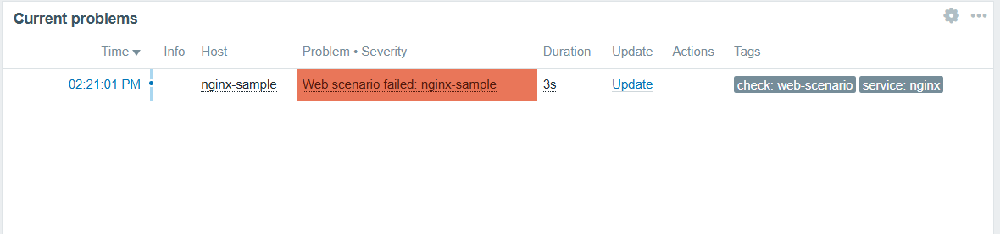 Current problems
Time Info Host Problem • Severity Duration Update Actions Tags
02:21:01 PM nginx-sample Web scenario failed: nginx-sample 3s Update check: web-scenario service: nginx